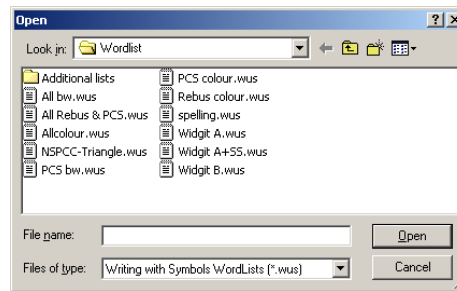 Open
Look in: Wordlist
Additional lists
All bw.wus
All Rebus & PCS.wus
Allcolour.wus
NSPCC-Triangle.wus
PCS bw.wus
PCS colour.wus
Rebus colour.wus
spelling.wus
Widgit A.wus
Widgit A+SS.wus
Widgit B.wus
File name:
Open
Files of type: Writing with Symbols WordLists (*.wus)
Cancel